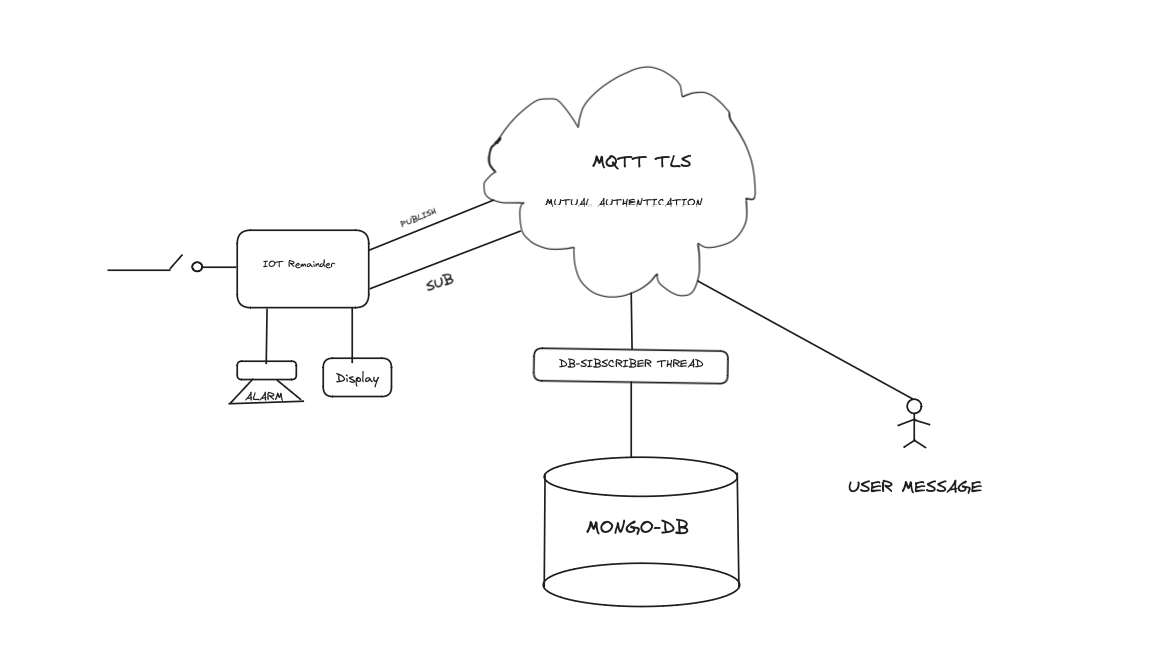 MQTT TLS
MUTUAL AUTHENTICATION
PUBLISH
SUB
IOT Remainder
ALARM
Display
DB-SIBSCRIBER THREAD
MONGO-DB
USER MESSAGE